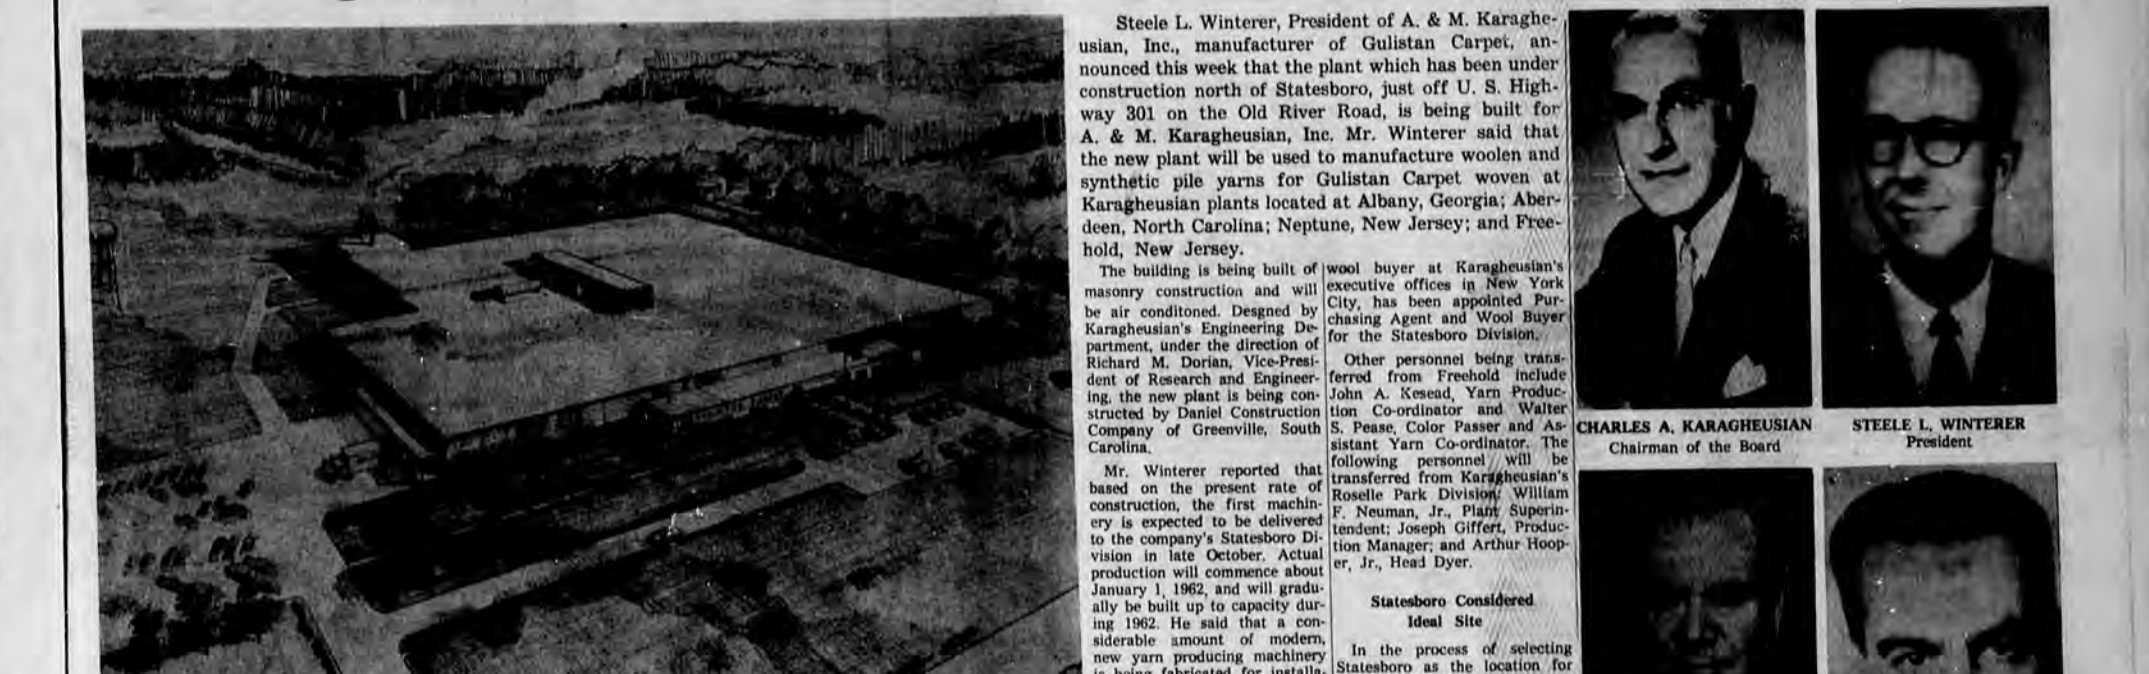 Steele L. Winterer, President of A. & M. Karaghe-
usian, Inc., manufacturer of Gulistan Carpet, an-
nounced this week that the plant which has been under
construction north of Statesboro, just off U. S. High-
way 301 on the Old River Road, is being built for
A. & M. Karagheusian, Inc. Mr. Winterer said that
the new plant will be used to manufacture woolen and
synthetic pile yarns for Gulistan Carpet woven at
Karagheusian plants located at Albany, Georgia; Aber-
deen, North Carolina; Neptune, New Jersey; and Free-
hold, New Jersey.
The building is being built of
masonry construction and will
be air conditoned. Desgned by
Karagheusian's Engineering De-
partment, under the direction of
Richard M. Dorian, Vice-Presi-
dent of Research and Engineer-
ing, the new plant is being con-
structed by Daniel Construction
Company of Greenville, South
Carolina.
Mr. Winterer reported that
based on the present rate of
construction, the first machin-
ery is expected to be delivered
to the company's Statesboro Di-
vision in late October. Actual
production will commence about
January 1, 1962, and will gradu-
ally be built up to capacity dur-
ing 1962. He said that a con-
siderable amount of modern,
new yarn producing machinery
is being fabricated for installa-
wool buyer at Karagheusian's
executive offices in New York
City, has been appointed Pur-
chasing Agent and Wool Buyer
for the Statesboro Division.
Other personnel being trans-
ferred from Freehold include
John A. Kesead, Yarn Produc-
tion Co-ordinator and Walter
S. Pease, Color Passer and As-
sistant Yarn Co-ordinator. The
following personnel will be
transferred from Karagheusian's
Roselle Park Division: William
F. Neuman, Jr., Plant Superin-
tendent; Joseph Giffert, Produc-
tion Manager; and Arthur Hoop-
er, Jr., Head Dyer.
Statesboro Considered
Ideal Site
In the process of selecting
Statesboro as the location for
CHARLES A. KARAGHEUSIAN
Chairman of the Board
STEELE L. WINTERER
President